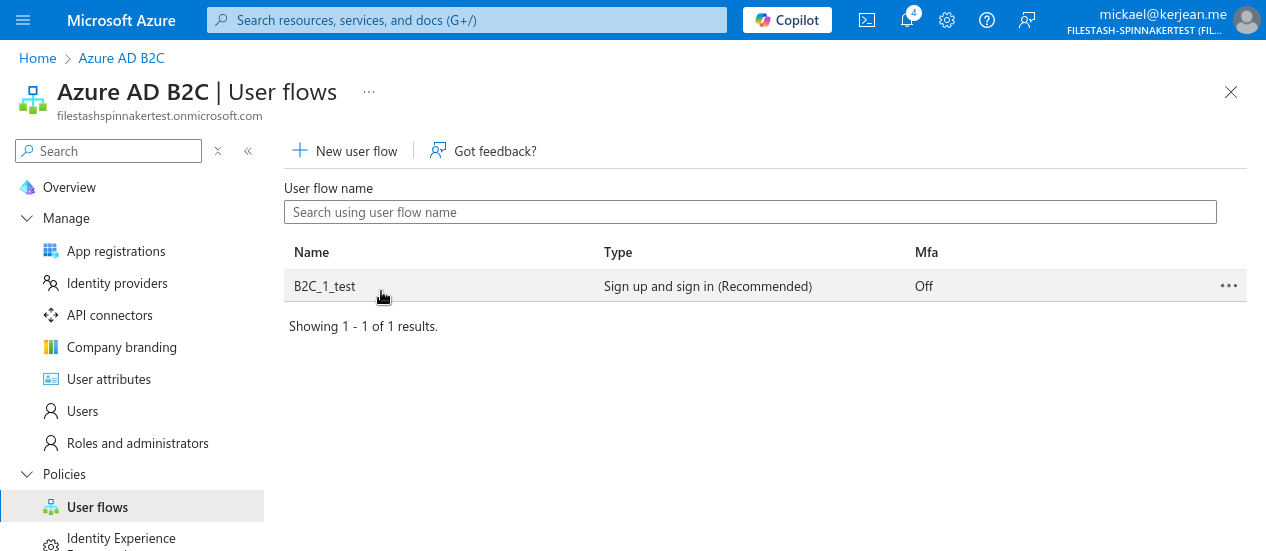 Microsoft Azure
Search resources, services, and docs (G+/)
Copilot
4
mickael@kerjean.me
FILESTASH-SPINNAKERTEST (FIL...
Home > Azure AD B2C
Azure AD B2C | User flows ...
filestashspinnakertest.onmicrosoft.com
Search
New user flow
Got feedback?
Overview
Manage
App registrations
Identity providers
API connectors
Company branding
User attributes
Users
Roles and administrators
Policies
User flows
Identity Experience
User flow name
Search using user flow name
Name Type Mfa
B2C_1_test Sign up and sign in (Recommended) Off
Showing 1 - 1 of 1 results.